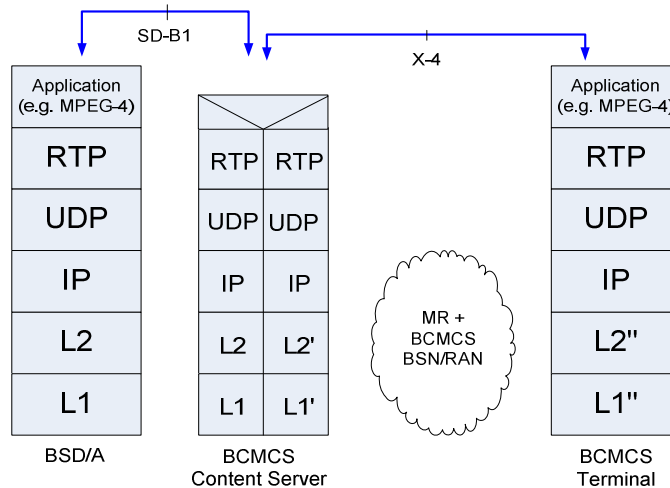 SD-B1
X-4
Application
(e.g. MPEG-4)
RTP
UDP
IP
L2
L1
BSD/A
RTP RTP
UDP UDP
IP IP
L2 L2'
L1 L1'
BCMCS
Content Server
MR +
BCMCS
BSN/RAN
Application
(e.g. MPEG-4)
RTP
UDP
IP
L2"
L1"
BCMCS
Terminal